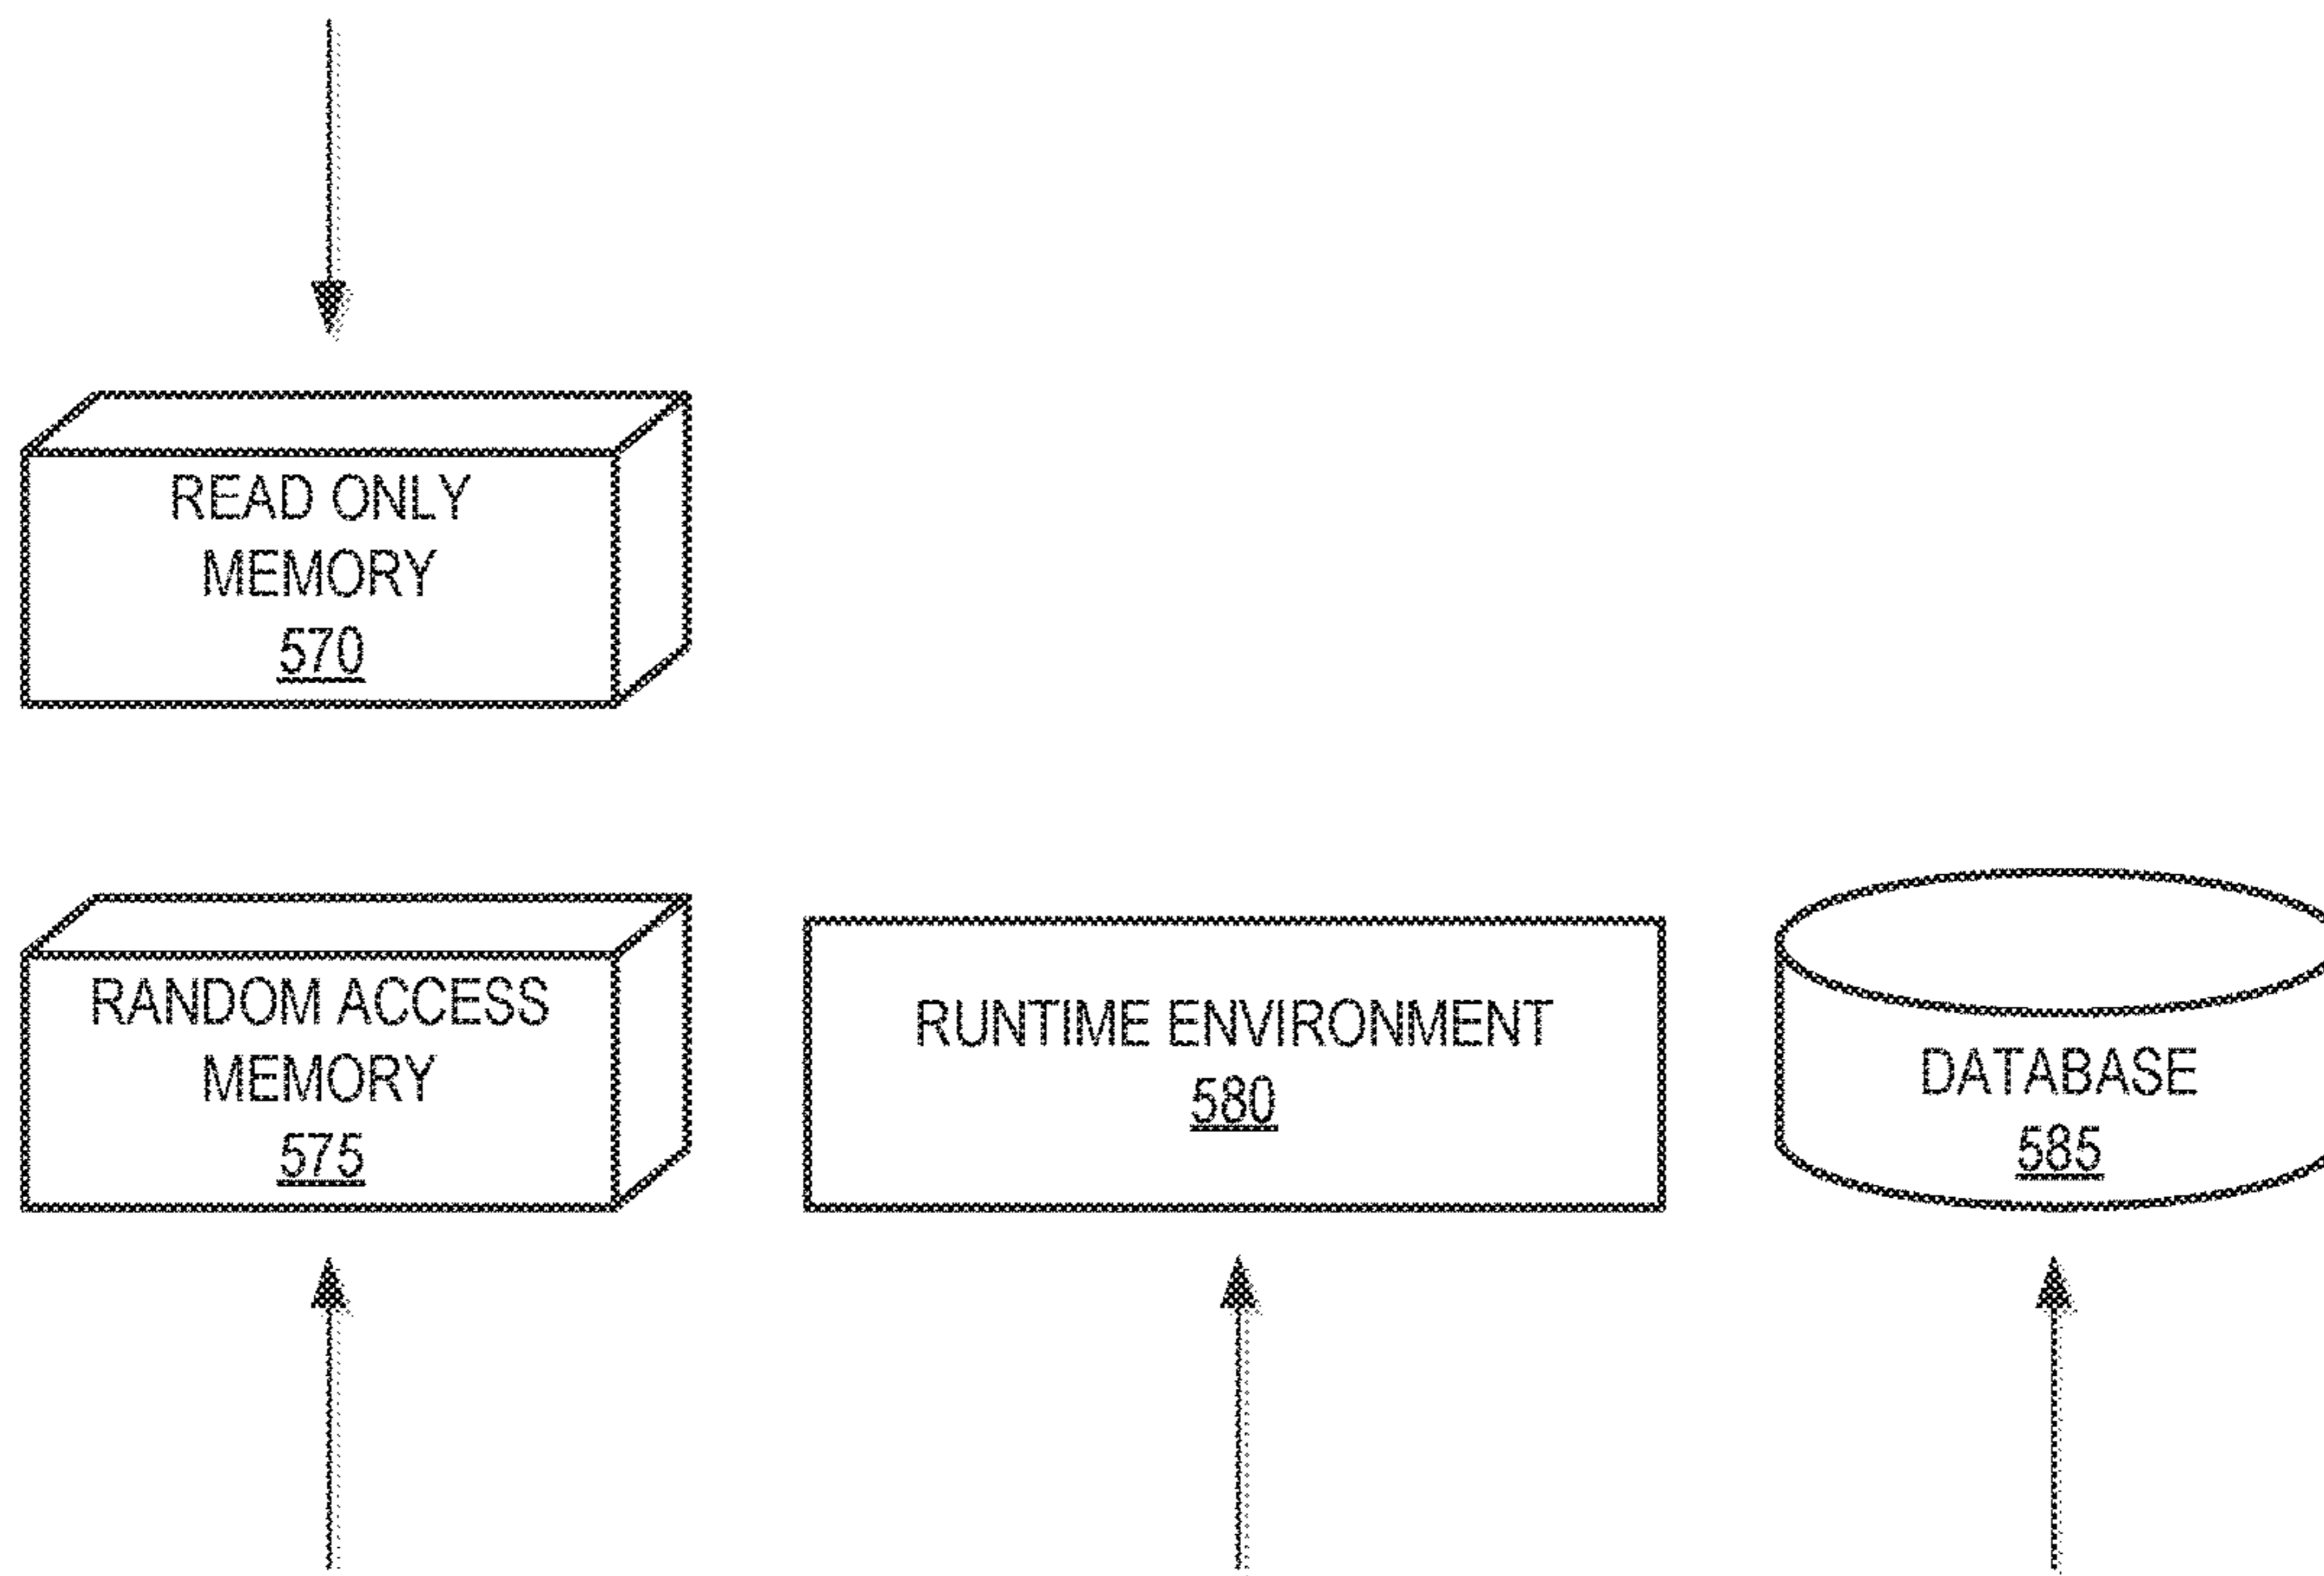 READ ONLY
MEMORY
570
RANDOM ACCESS
MEMORY
575
RUNTIME ENVIRONMENT
580
DATABASE
585